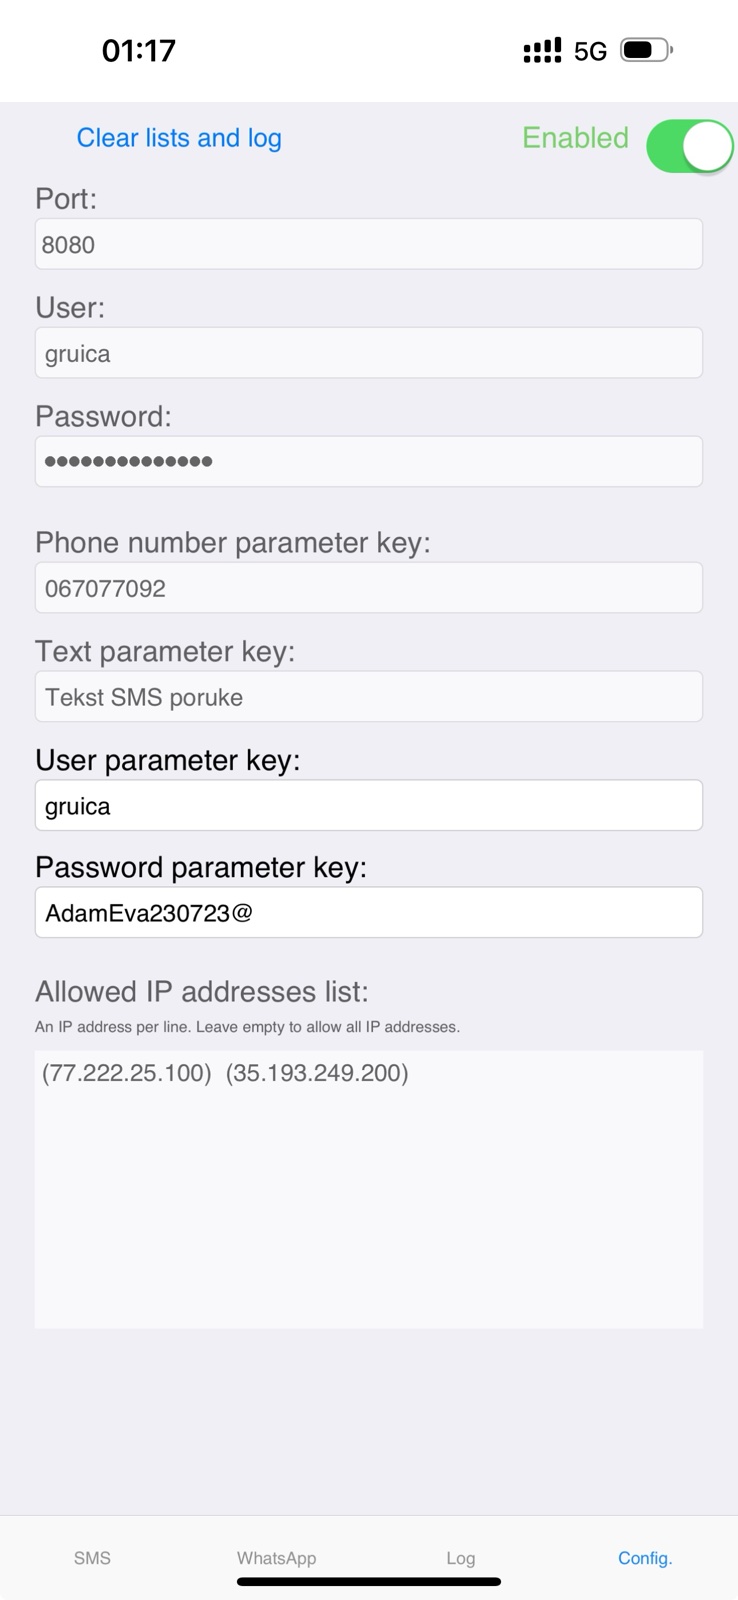 01:17
5G
Clear lists and log
Enabled
Port:
8080
User:
gruica
Password:
••••••••••••••
Phone number parameter key:
067077092
Text parameter key:
Tekst SMS poruke
User parameter key:
gruica
Password parameter key:
AdamEva230723@
Allowed IP addresses list:
An IP address per line. Leave empty to allow all IP addresses.
(77.222.25.100) (35.193.249.200)
SMS
WhatsApp
Log
Config.